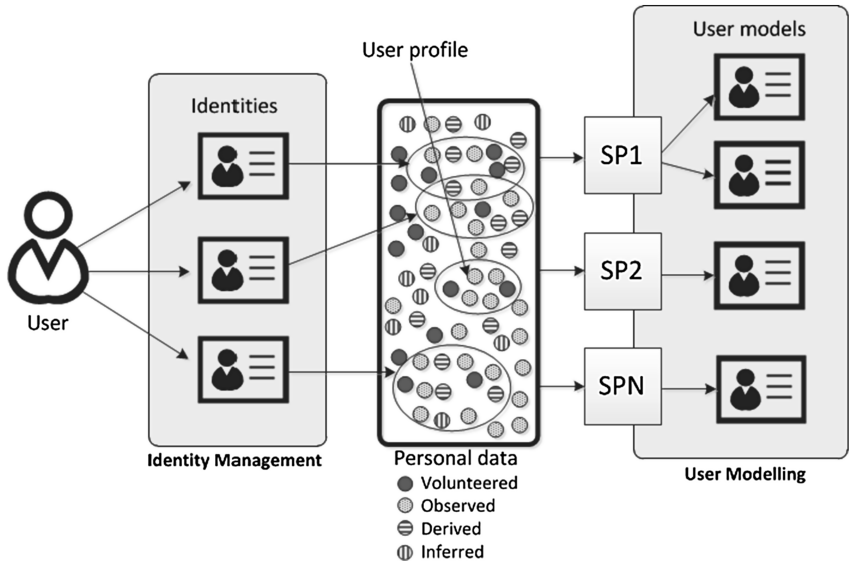 User models
User profile
Identities
SP1
SP2
User
SPN
Identity Management
Personal data
User Modelling
Volunteered
Observed
Derived
Inferred